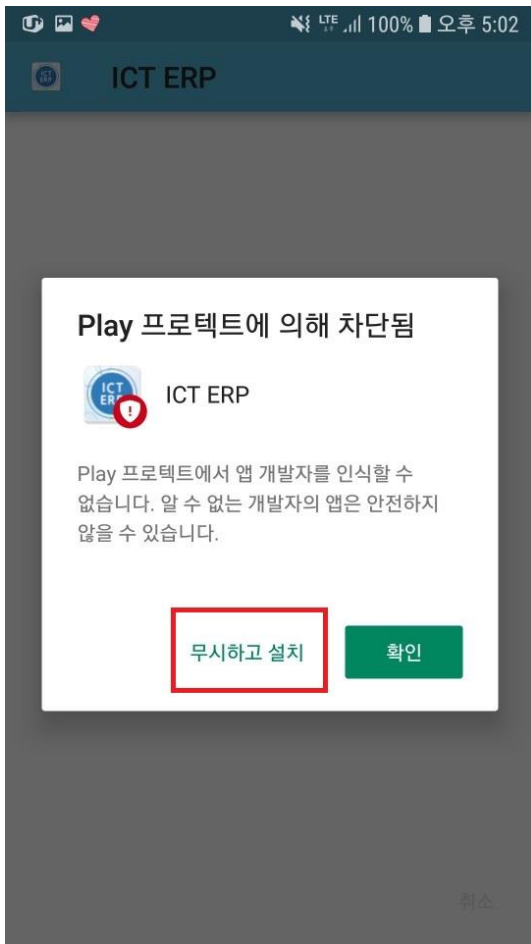 LTE 100% 오후 5:02
ICT ERP
Play 프로텍트에 의해 차단됨
ICT
ERP
ICT ERP
Play 프로텍트에서 앱 개발자를 인식할 수
없습니다. 알 수 없는 개발자의 앱은 안전하지
않을 수 있습니다.
무시하고 설치 확인
취소